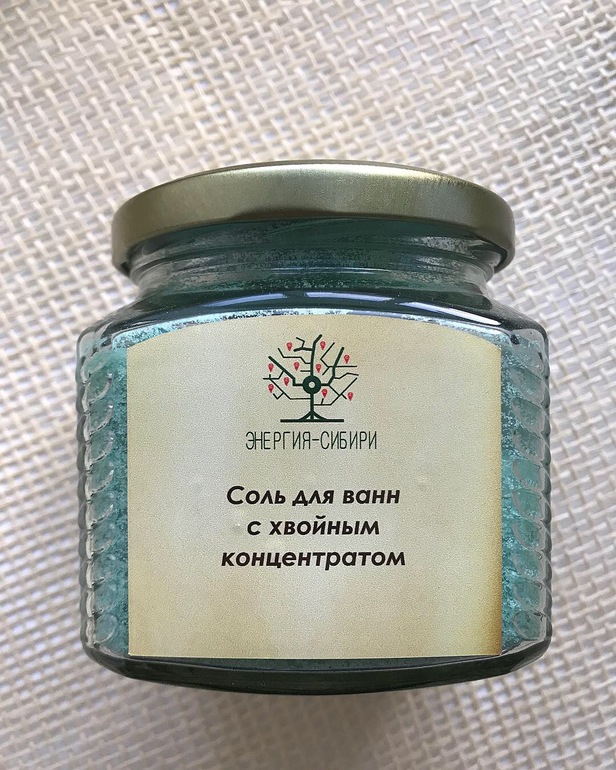 ЭНЕРГИЯ-СИБИРИ
Соль для ванн
с хвойным
концентратом